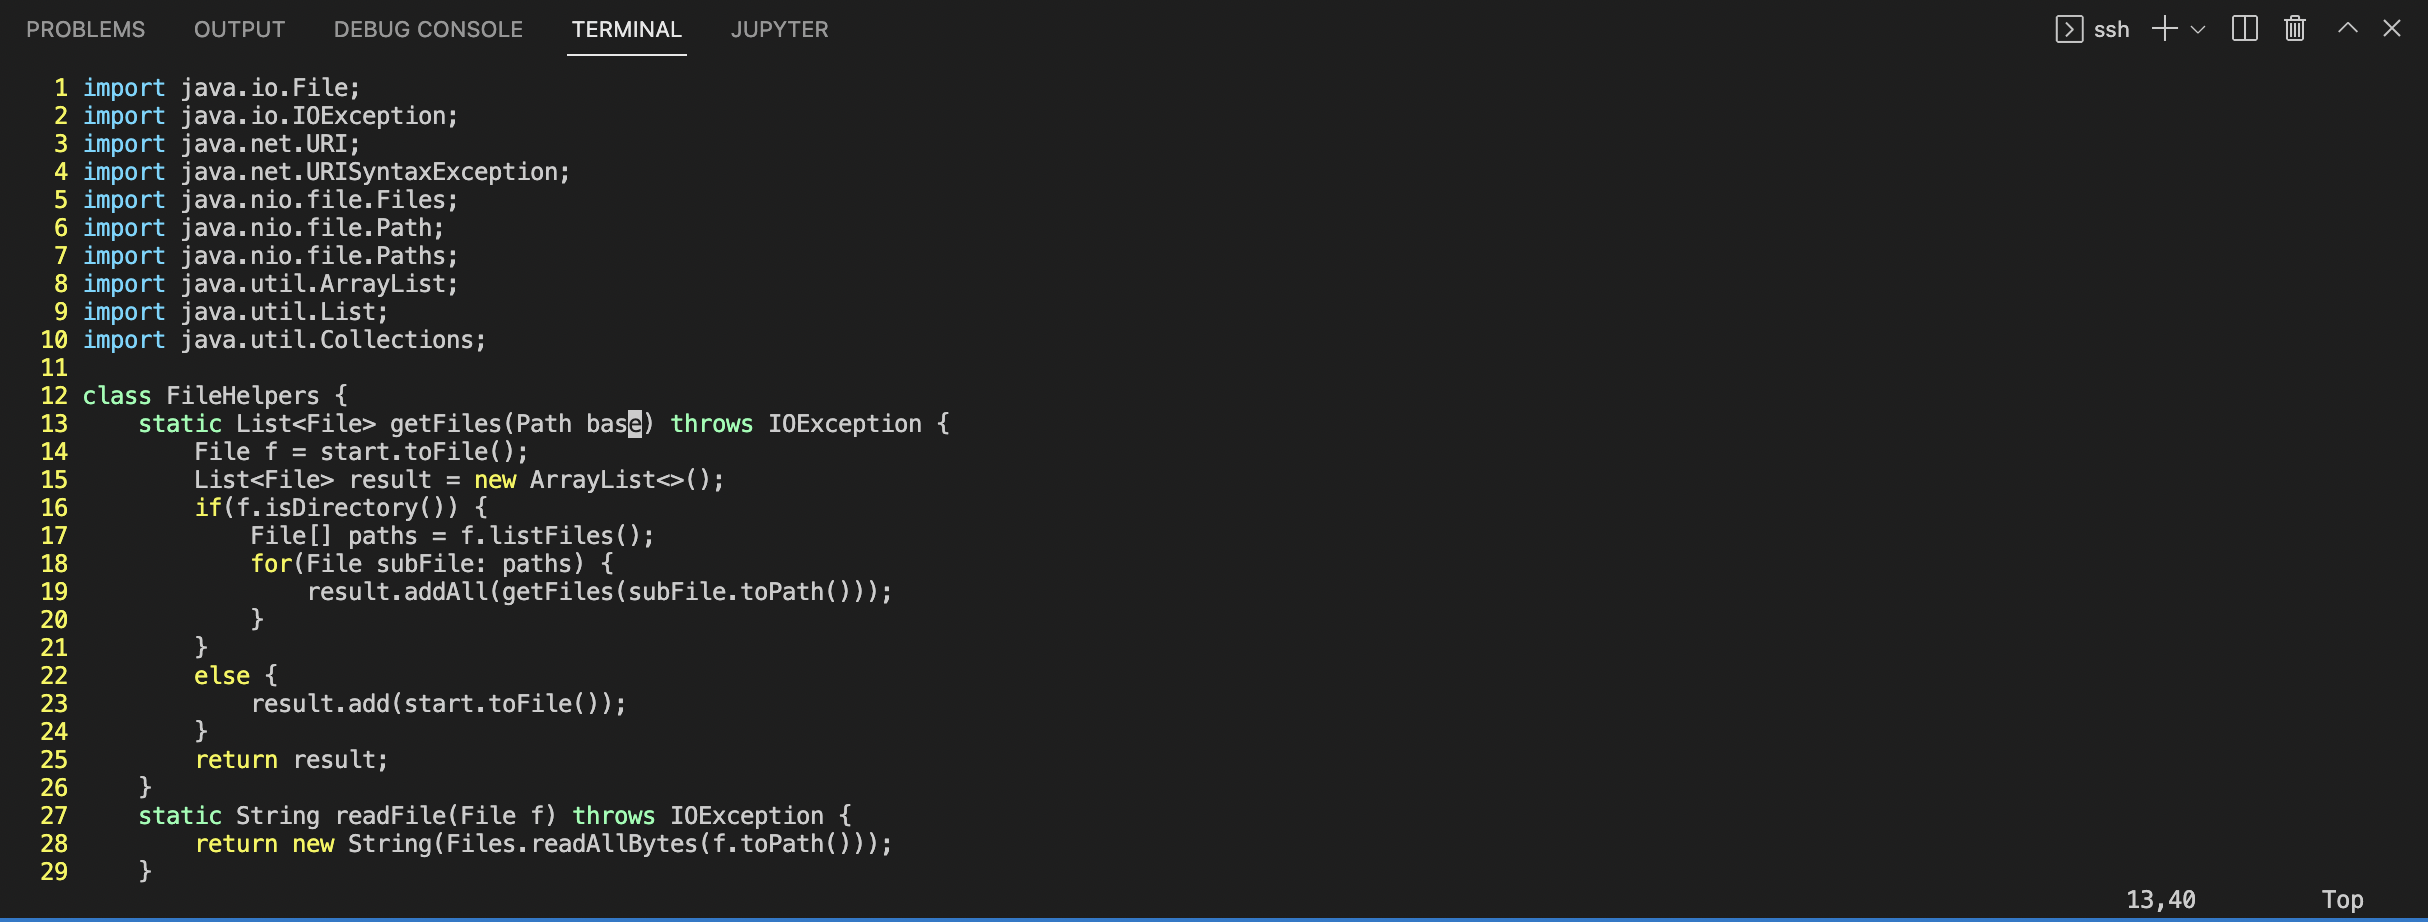 PROBLEMS OUTPUT DEBUG CONSOLE TERMINAL JUPYTER ssh
1 import java.io.File;
2 import java.io.IOException;
3 import java.net.URI;
4 import java.net.URISyntaxException;
5 import java.nio.file.Files;
6 import java.nio.file.Path;
7 import java.nio.file.Paths;
8 import java.util.ArrayList;
9 import java.util.List;
10 import java.util.Collections;
11
12 class FileHelpers {
13     static List<File> getFiles(Path base) throws IOException {
14         File f = start.toFile();
15         List<File> result = new ArrayList<>();
16         if(f.isDirectory()) {
17             File[] paths = f.listFiles();
18             for(File subFile: paths) {
19                 result.addAll(getFiles(subFile.toPath()));
20             }
21         }
22         else {
23             result.add(start.toFile());
24         }
25         return result;
26     }
27     static String readFile(File f) throws IOException {
28         return new String(Files.readAllBytes(f.toPath()));
29     }
13,40 Top